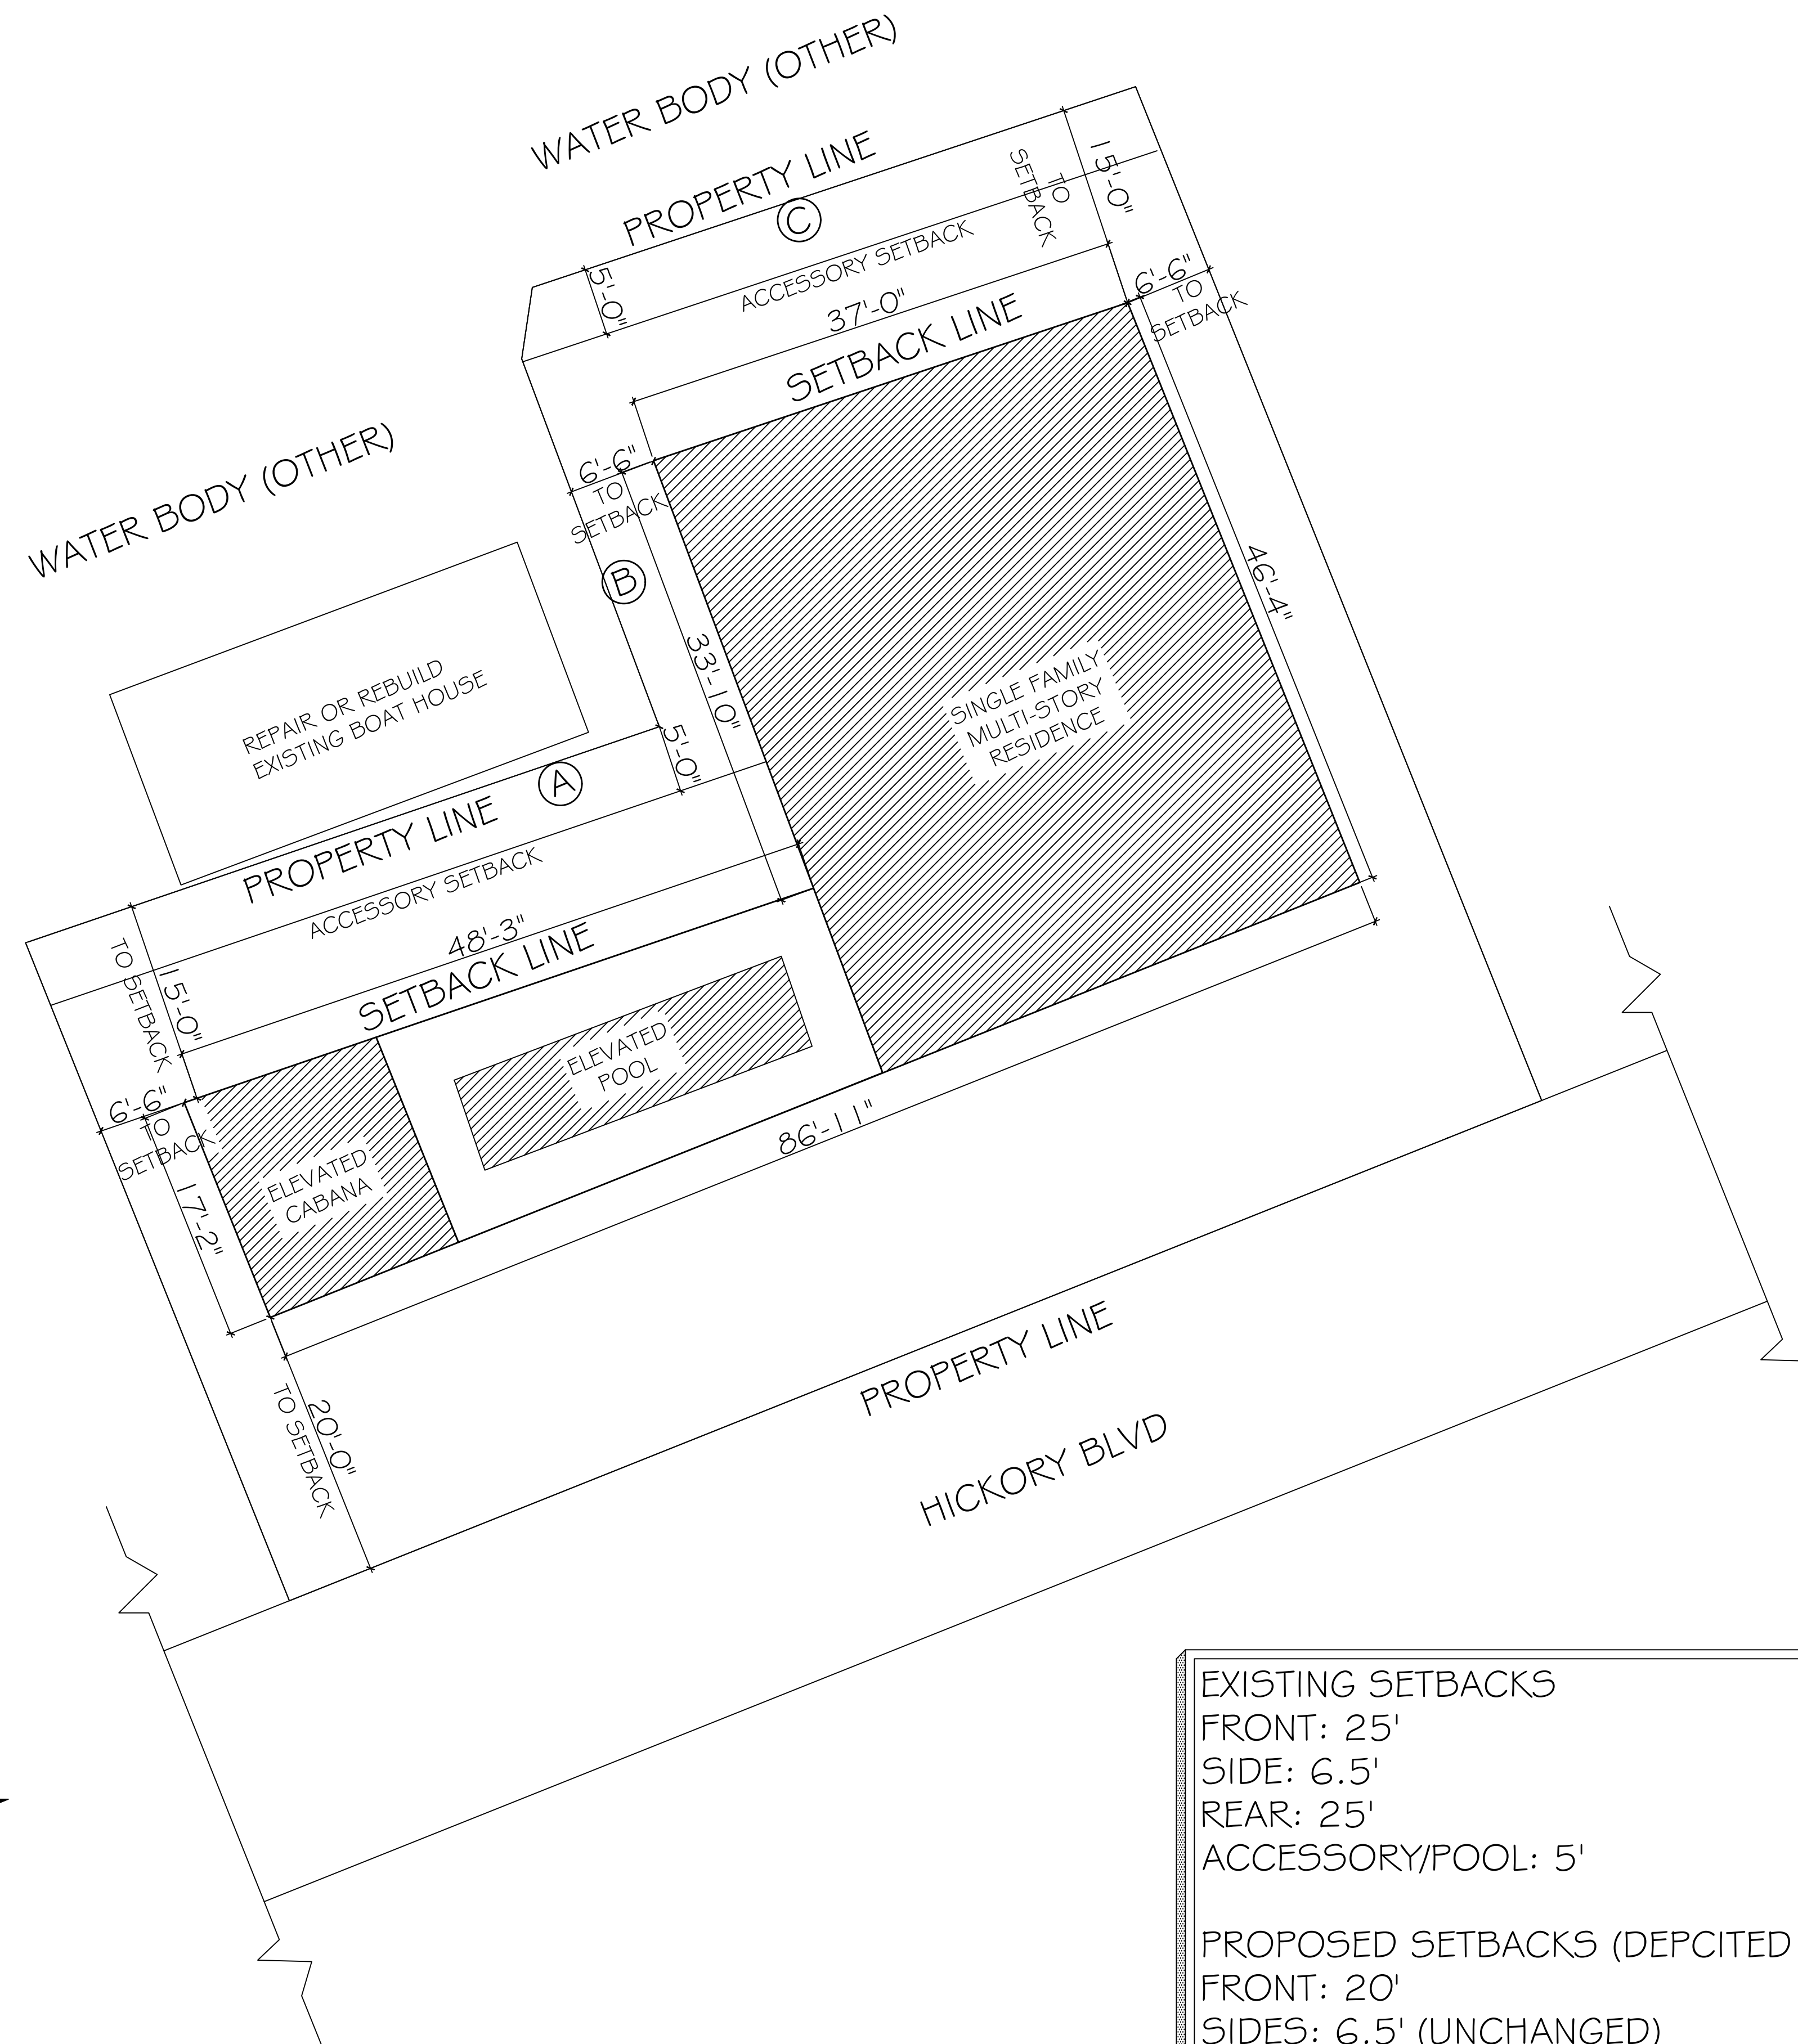 WATER BODY (OTHER)
PROPERTY LINE
C
15'-0"
TO
SETBACK
5'-0"
ACCESSORY SETBACK
37'-0"
SETBACK LINE
6'-6"
TO
SETBACK
WATER BODY (OTHER)
6'-6"
TO
SETBACK
B
33'-10"
46'-4"
SINGLE FAMILY
MULTI-STORY
RESIDENCE
REPAIR OR REBUILD
EXISTING BOAT HOUSE
A
5'-0"
PROPERTY LINE
ACCESSORY SETBACK
48'-3"
SETBACK LINE
TO SETBACK
15'-0"
6'-6"
TO
SETBACK
17'-2"
ELEVATED
CABANA
ELEVATED
POOL
86'-11"
TO SETBACK
20'-0"
PROPERTY LINE
HICKORY BLVD
EXISTING SETBACKS
FRONT: 25'
SIDE: 6.5'
REAR: 25'
ACCESSORY/POOL: 5'
PROPOSED SETBACKS (DEPCITED
FRONT: 20'
SIDES: 6.5' (UNCHANGED)